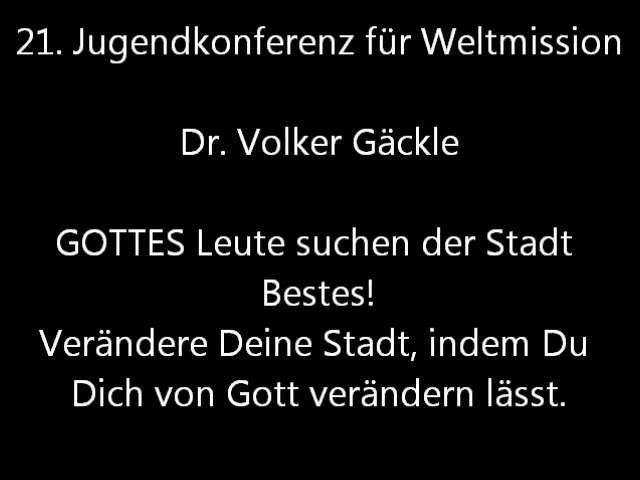 21. Jugendkonferenz für Weltmission
Dr. Volker Gäckle
GOTTES Leute suchen der Stadt
Bestes!
Verändere Deine Stadt, indem Du
Dich von Gott verändern lässt.